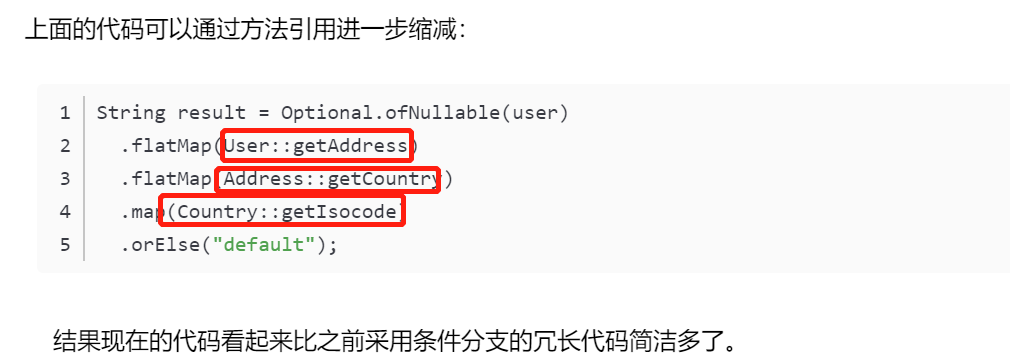 上面的代码可以通过方法引用进一步缩减：
1 String result = Optional.ofNullable(user)
2 .flatMap(User::getAddress)
3 .flatMap(Address::getCountry)
4 .map(Country::getIsocode)
5 .orElse("default");
结果现在的代码看起来比之前采用条件分支的冗长代码简洁多了。